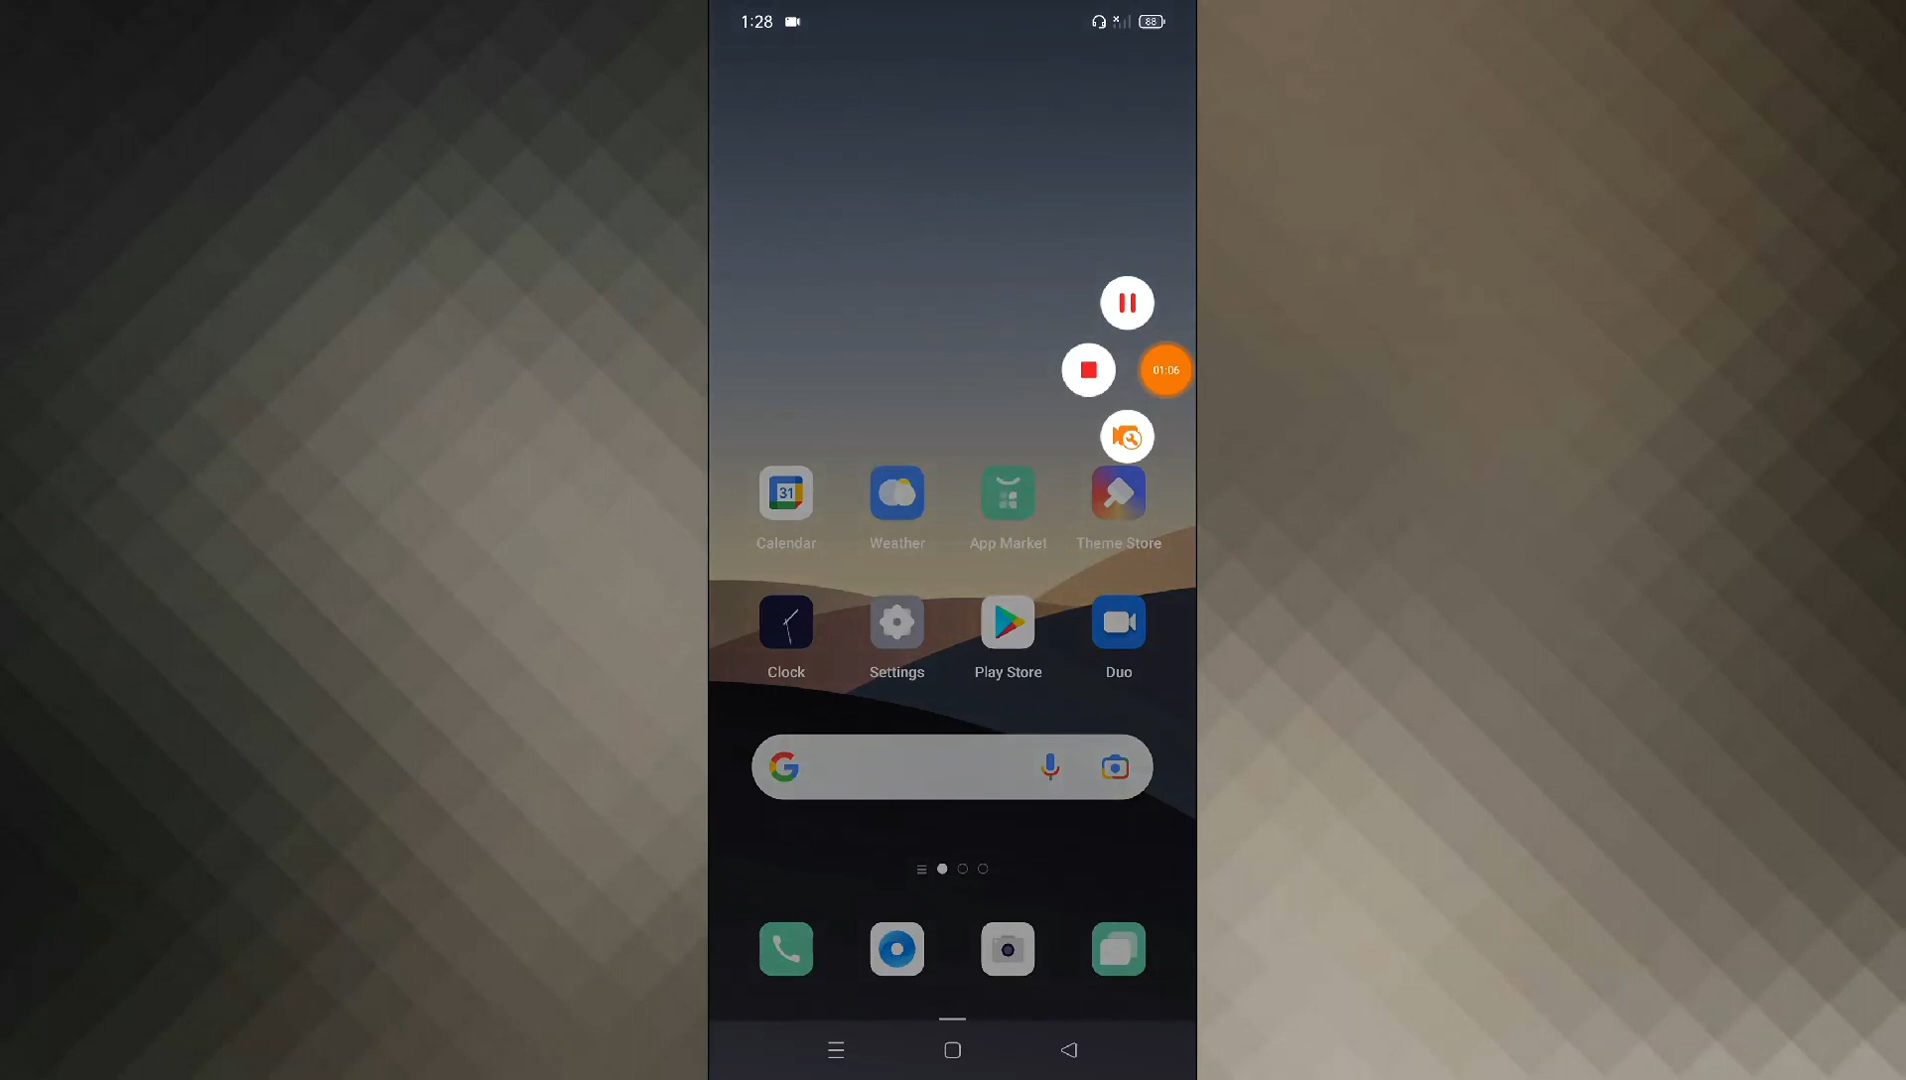 1:28
88
01:06
31
Calendar Weather App Market Theme Store
Clock Settings Play Store Duo